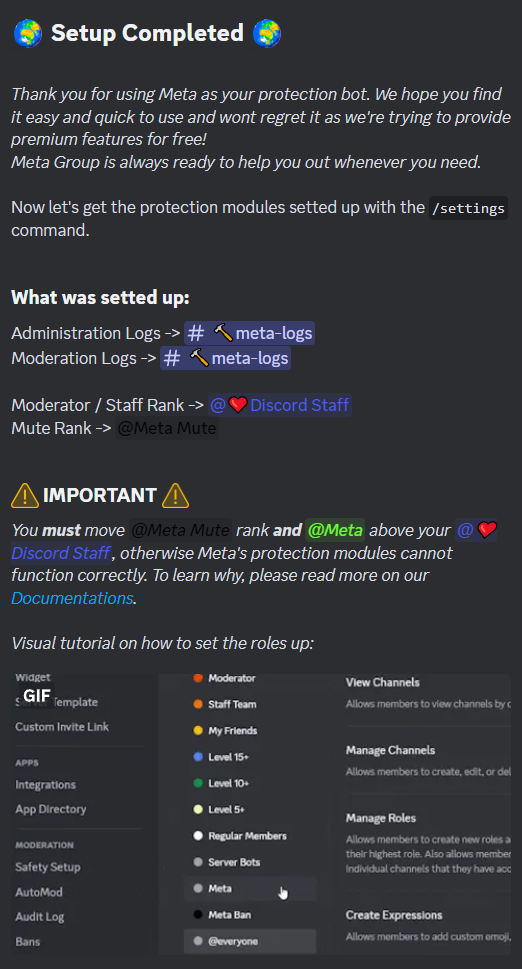 Setup Completed
Thank you for using Meta as your protection bot. We hope you find
it easy and quick to use and wont regret it as we're trying to provide
premium features for free!
Meta Group is always ready to help you out whenever you need.
Now let's get the protection modules setted up with the /settings
command.
What was setted up:
Administration Logs -> # 🔨meta-logs
Moderation Logs -> # 🔨meta-logs
Moderator / Staff Rank -> @❤️Discord Staff
Mute Rank -> @Meta Mute
IMPORTANT
You must move @Meta Mute rank and @Meta above your @❤️
Discord Staff, otherwise Meta's protection modules cannot
function correctly. To learn why, please read more on our
Documentations.
Visual tutorial on how to set the roles up:
GIF
Widget
Template
Custom Invite Link
APPS
Integrations
App Directory
MODERATION
Safety Setup
AutoMod
Audit Log
Bans
Moderator
Staff Team
My Friends
Level 15+
Level 10+
Level 5+
Regular Members
Server Bots
Meta
Meta Ban
@everyone
View Channels
Allows members to view channels by
Manage Channels
Allows members to create, edit, or
Manage Roles
Allows members to create new roles
their highest role. Also allows
individual channels that they have
Create Expressions
Allows members to add custom emoji,